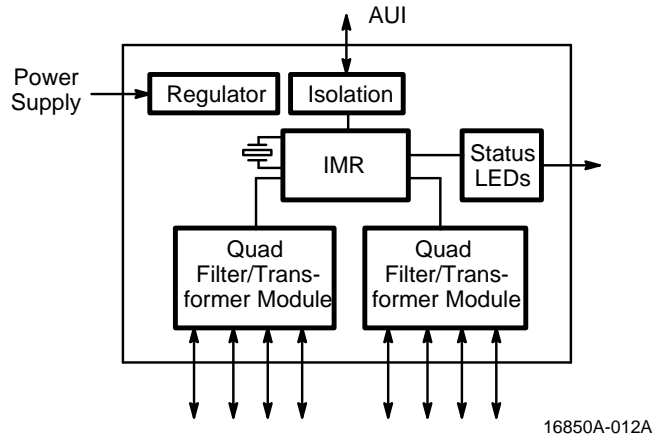 AUI
Power
Supply
Regulator
Isolation
IMR
Status
LEDs
Quad
Filter/Trans-
former Module
Quad
Filter/Trans-
former Module
16850A-012A